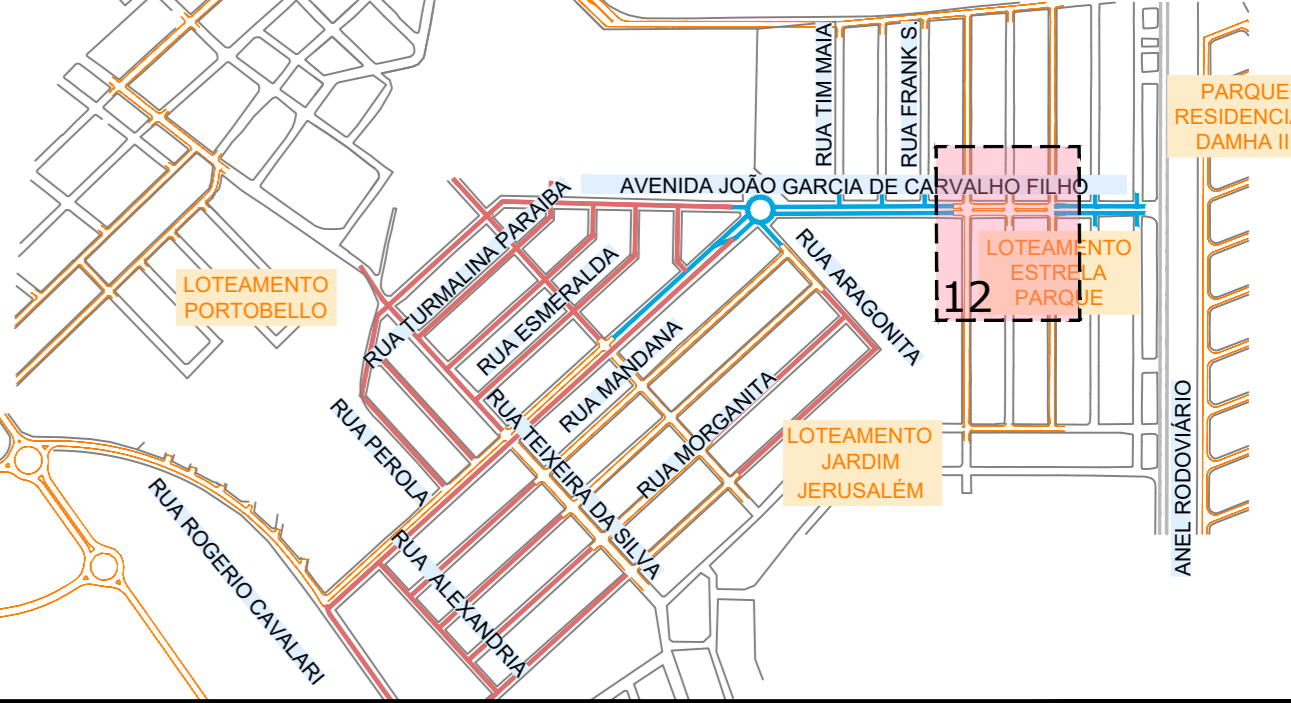 RUA TIM MAIA
RUA FRANK S.
PARQUE
RESIDENCIA
DAMHA II
AVENIDA JOÃO GARCIA DE CARVALHO FILHO
RUA TURMALINA PARAIBA
RUA ARAGONITA
LOTEAMENTO
ESTRELA
PARQUE
12
LOTEAMENTO
PORTOBELLO
RUA ESMERALDA
RUA MANDANA
RUA MORGANITA
RUA TEIXEIRA DA SILVA
RUA PEROLA
LOTEAMENTO
JARDIM
JERUSALÉM
ANEL RODOVIÁRIO
RUA ROGERIO CAVALARI
RUA ALEXANDRIA